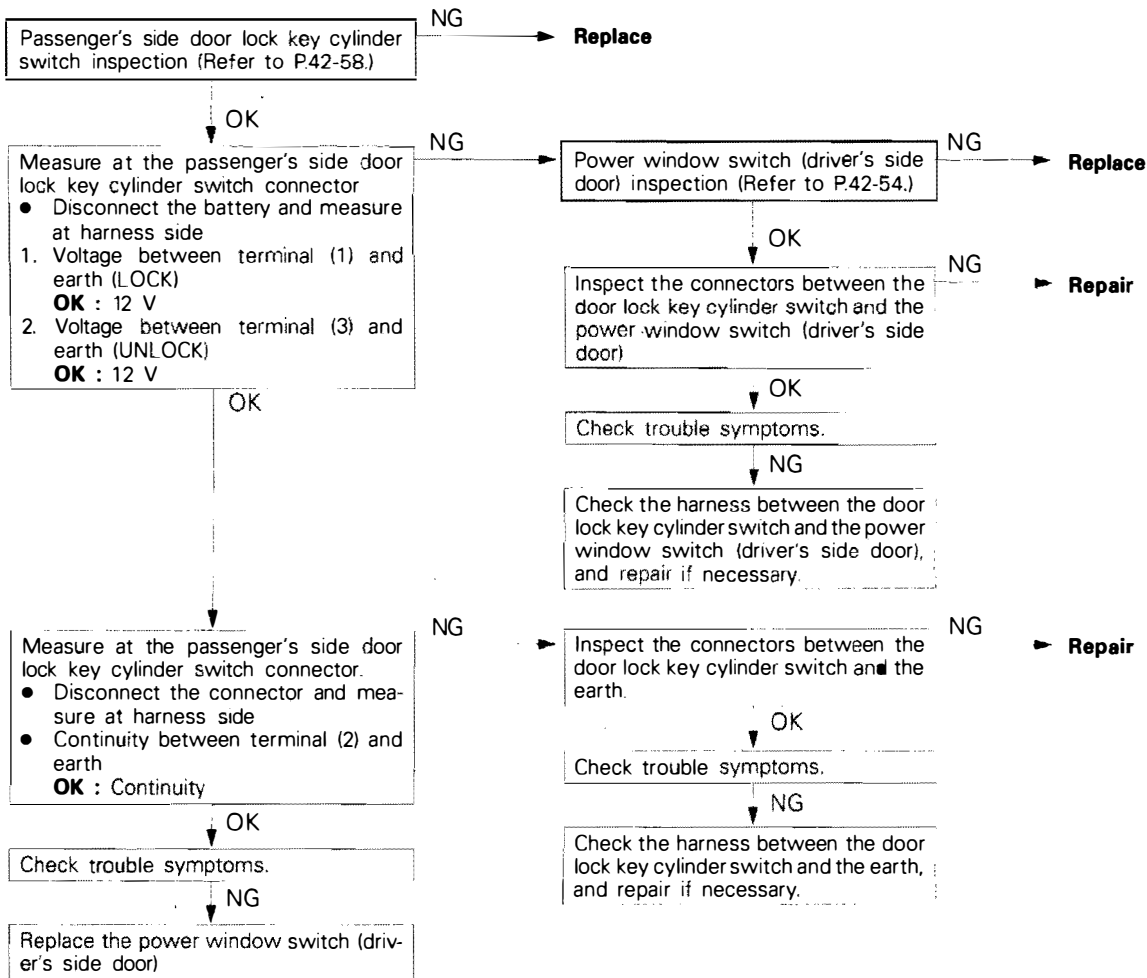 Passenger's side door lock key cylinder
switch inspection (Refer to P.42-58.)
NG
Replace
OK
Measure at the passenger's side door
lock key cylinder switch connector
● Disconnect the battery and measure
at harness side
1. Voltage between terminal (1) and
earth (LOCK)
OK : 12 V
2. Voltage between terminal (3) and
earth (UNLOCK)
OK : 12 V
NG
Power window switch (driver's side
door) inspection (Refer to P.42-54.)
NG
Replace
OK
Inspect the connectors between the
door lock key cylinder switch and the
power window switch (driver's side
door)
NG
Repair
OK
Check trouble symptoms.
NG
Check the harness between the door
lock key cylinder switch and the power
window switch (driver's side door),
and repair if necessary.
OK
Measure at the passenger's side door
lock key cylinder switch connector.
● Disconnect the connector and mea-
sure at harness side
● Continuity between terminal (2) and
earth
OK : Continuity
NG
Inspect the connectors between the
door lock key cylinder switch and the
earth.
NG
Repair
OK
Check trouble symptoms.
NG
Check the harness between the door
lock key cylinder switch and the earth,
and repair if necessary.
OK
Check trouble symptoms.
NG
Replace the power window switch (driv-
er's side door)